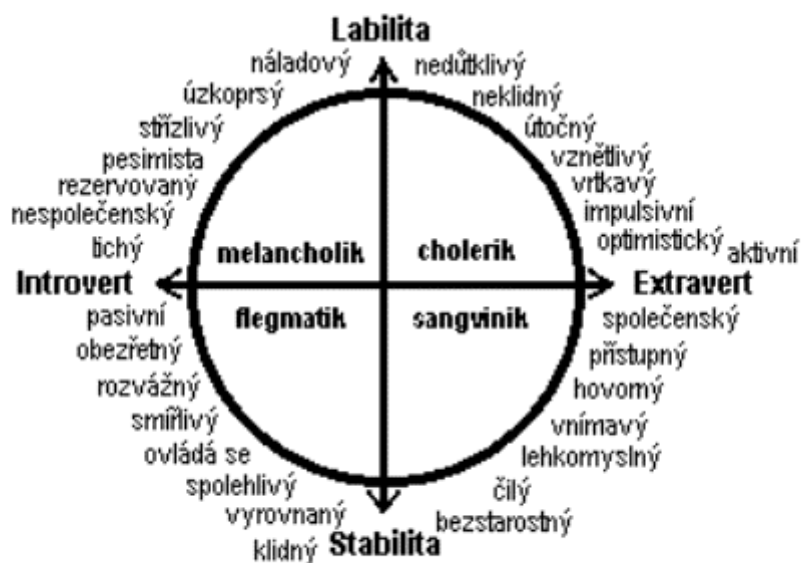 Labilita
náladový nedůtklivý
úzkoprsý neklidný
střízlivý útočný
pesimista vznětlivý
rezervovaný vrtkavý
nespolečenský impulsivní
tichý optimistický aktivní
melancholik cholerik
Introvert Extravert
flegmatik sangvinik
pasivní společenský
obezřetný přístupný
rozvážný hovorný
smířlivý vnímavý
ovládá se lehkomyslný
spolehlivý čilý
vyrovnaný bezstarostný
klidný Stabilita